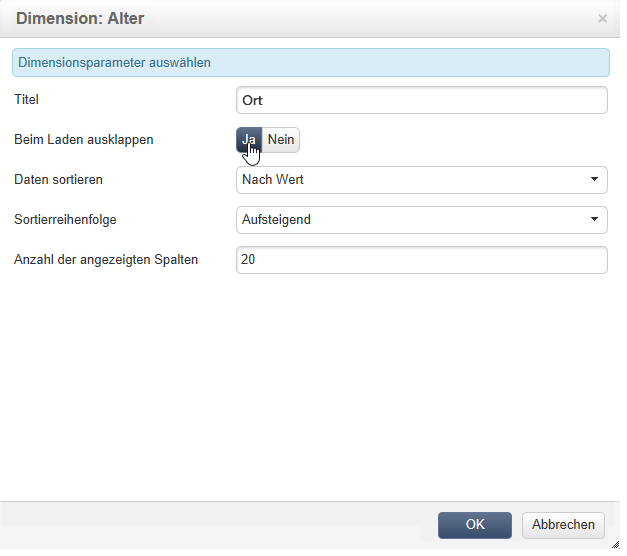 Dimension: Alter
×
Dimensionsparameter auswählen
Titel
Ort
Beim Laden ausklappen
Ja Nein
Daten sortieren
Nach Wert
Sortierreihenfolge
Aufsteigend
Anzahl der angezeigten Spalten
20
OK Abbrechen